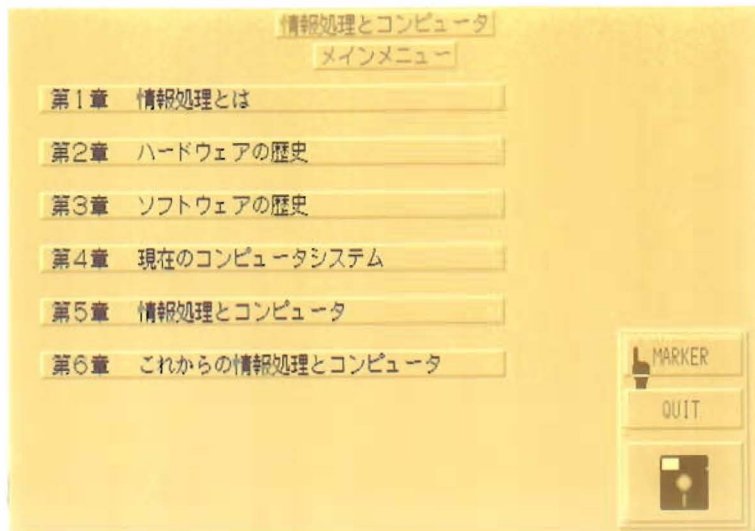 情報処理とコンピュータ
メインメニュー
第1章 情報処理とは
第2章 ハードウェアの歴史
第3章 ソフトウェアの歴史
第4章 現在のコンピュータシステム
第5章 情報処理とコンピュータ
第6章 これからの情報処理とコンピュータ
MARKER
QUIT